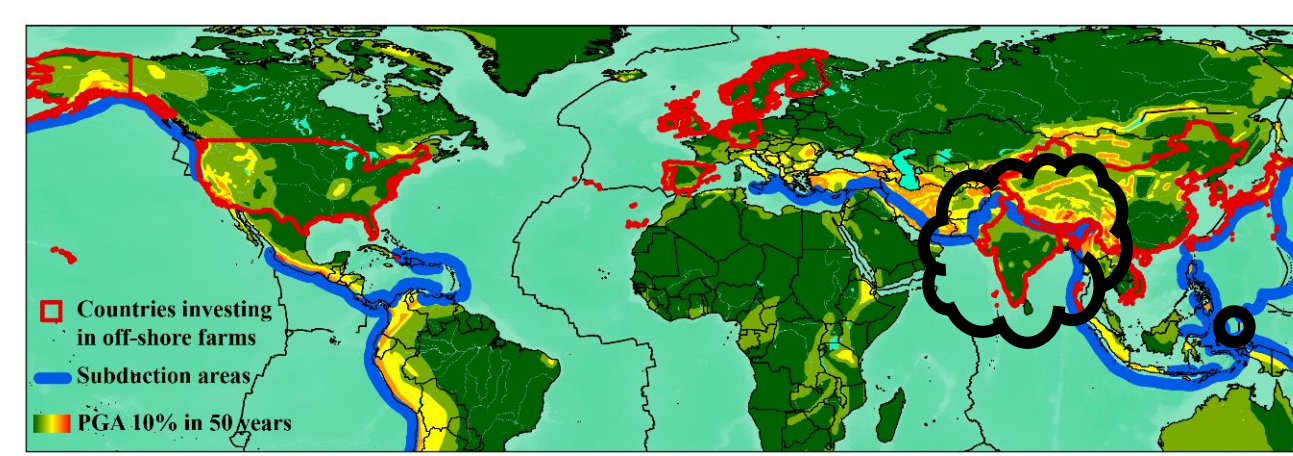 Countries investing
in off-shore farms
Subduction areas
PGA 10% in 50 years